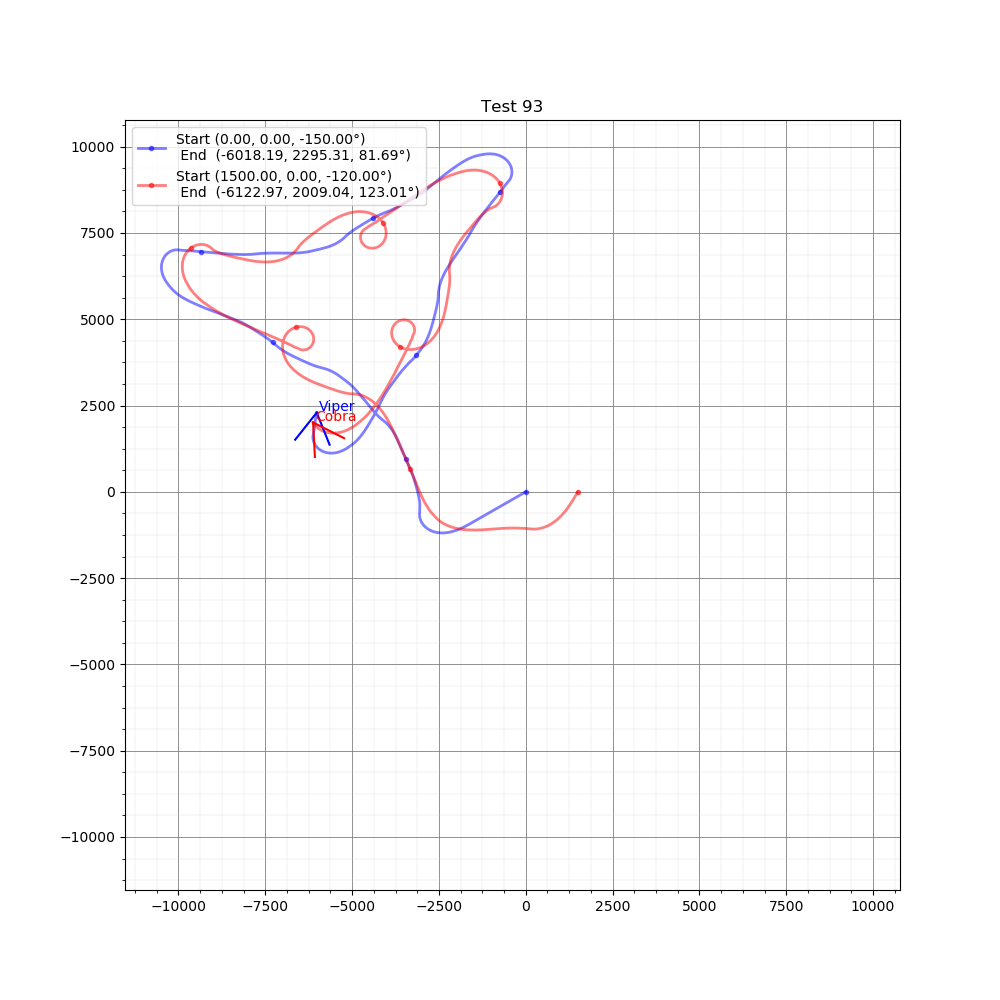 Test 93
Start (0.00, 0.00, -150.00°)
End  (-6018.19, 2295.31, 81.69°)
Start (1500.00, 0.00, -120.00°)
End  (-6122.97, 2009.04, 123.01°)
10000
7500
5000
2500
0
−2500
−5000
−7500
−10000
Viper
Cobra
−10000 −7500 −5000 −2500 0 2500 5000 7500 10000